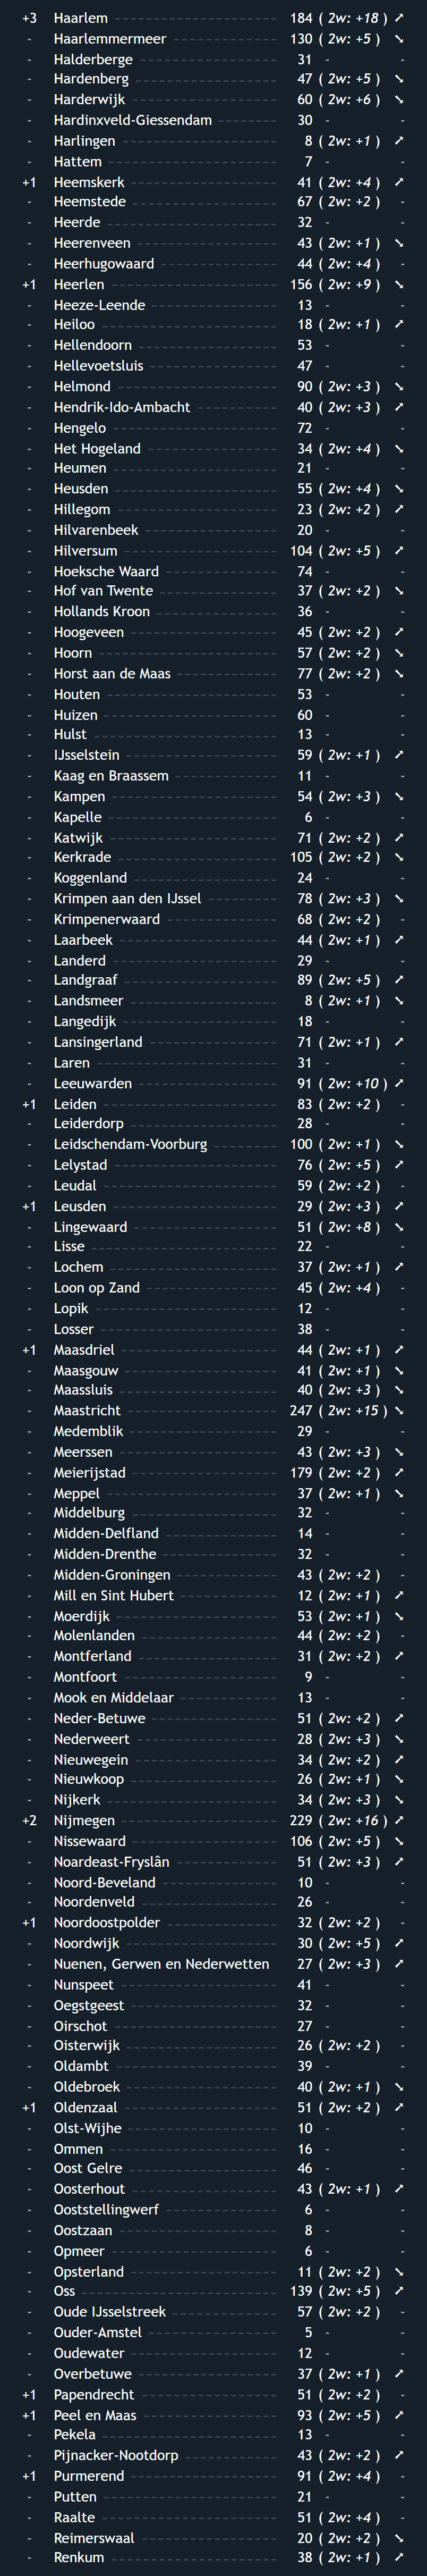 +3 Haarlem 184 ( 2w: +18 ) ↗
- Haarlemmermeer 130 ( 2w: +5 ) ↘
- Halderberge 31 - -
- Hardenberg 47 ( 2w: +5 ) ↘
- Harderwijk 60 ( 2w: +6 ) ↘
- Hardinxveld-Giessendam 30 - -
- Harlingen 8 ( 2w: +1 ) ↗
- Hattem 7 - -
+1 Heemskerk 41 ( 2w: +4 ) ↗
- Heemstede 67 ( 2w: +2 ) -
- Heerde 32 - -
- Heerenveen 43 ( 2w: +1 ) ↘
- Heerhugowaard 44 ( 2w: +4 ) -
+1 Heerlen 156 ( 2w: +9 ) ↘
- Heeze-Leende 13 - -
- Heiloo 18 ( 2w: +1 ) ↗
- Hellendoorn 53 - -
- Hellevoetsluis 47 - -
- Helmond 90 ( 2w: +3 ) ↘
- Hendrik-Ido-Ambacht 40 ( 2w: +3 ) ↗
- Hengelo 72 - -
- Het Hogeland 34 ( 2w: +4 ) ↘
- Heumen 21 - -
- Heusden 55 ( 2w: +4 ) ↘
- Hillegom 23 ( 2w: +2 ) ↗
- Hilvarenbeek 20 - -
- Hilversum 104 ( 2w: +5 ) ↗
- Hoeksche Waard 74 - -
- Hof van Twente 37 ( 2w: +2 ) ↘
- Hollands Kroon 36 - -
- Hoogeveen 45 ( 2w: +2 ) ↗
- Hoorn 57 ( 2w: +2 ) ↘
- Horst aan de Maas 77 ( 2w: +2 ) ↘
- Houten 53 - -
- Huizen 60 - -
- Hulst 13 - -
- IJsselstein 59 ( 2w: +1 ) ↗
- Kaag en Braassem 11 - -
- Kampen 54 ( 2w: +3 ) ↘
- Kapelle 6 - -
- Katwijk 71 ( 2w: +2 ) ↗
- Kerkrade 105 ( 2w: +2 ) ↘
- Koggenland 24 - -
- Krimpen aan den IJssel 78 ( 2w: +3 ) ↘
- Krimpenerwaard 68 ( 2w: +2 ) -
- Laarbeek 44 ( 2w: +1 ) ↗
- Landerd 29 - -
- Landgraaf 89 ( 2w: +5 ) ↗
- Landsmeer 8 ( 2w: +1 ) ↘
- Langedijk 18 - -
- Lansingerland 71 ( 2w: +1 ) ↗
- Laren 31 - -
- Leeuwarden 91 ( 2w: +10 ) ↗
+1 Leiden 83 ( 2w: +2 ) -
- Leiderdorp 28 - -
- Leidschendam-Voorburg 100 ( 2w: +1 ) ↘
- Lelystad 76 ( 2w: +5 ) ↗
- Leudal 59 ( 2w: +2 ) -
+1 Leusden 29 ( 2w: +3 ) ↗
- Lingewaard 51 ( 2w: +8 ) ↘
- Lisse 22 - -
- Lochem 37 ( 2w: +1 ) ↗
- Loon op Zand 45 ( 2w: +4 ) -
- Lopik 12 - -
- Losser 38 - -
+1 Maasdriel 44 ( 2w: +1 ) ↗
- Maasgouw 41 ( 2w: +1 ) ↘
- Maassluis 40 ( 2w: +3 ) ↘
- Maastricht 247 ( 2w: +15 ) ↘
- Medemblik 29 - -
- Meerssen 43 ( 2w: +3 ) ↘
- Meierijstad 179 ( 2w: +2 ) ↗
- Meppel 37 ( 2w: +1 ) ↘
- Middelburg 32 - -
- Midden-Delfland 14 - -
- Midden-Drenthe 32 - -
- Midden-Groningen 43 ( 2w: +2 ) -
- Mill en Sint Hubert 12 ( 2w: +1 ) ↗
- Moerdijk 53 ( 2w: +1 ) ↘
- Molenlanden 44 ( 2w: +2 ) -
- Montferland 31 ( 2w: +2 ) ↗
- Montfoort 9 - -
- Mook en Middelaar 13 - -
- Neder-Betuwe 51 ( 2w: +2 ) ↗
- Nederweert 28 ( 2w: +3 ) ↘
- Nieuwegein 34 ( 2w: +2 ) ↗
- Nieuwkoop 26 ( 2w: +1 ) ↘
- Nijkerk 34 ( 2w: +3 ) ↘
+2 Nijmegen 229 ( 2w: +16 ) ↗
- Nissewaard 106 ( 2w: +5 ) ↘
- Noardeast-Fryslân 51 ( 2w: +3 ) ↗
- Noord-Beveland 10 - -
- Noordenveld 26 - -
+1 Noordoostpolder 32 ( 2w: +2 ) -
- Noordwijk 30 ( 2w: +5 ) ↗
- Nuenen, Gerwen en Nederwetten 27 ( 2w: +3 ) ↗
- Nunspeet 41 - -
- Oegstgeest 32 - -
- Oirschot 27 - -
- Oisterwijk 26 ( 2w: +2 ) -
- Oldambt 39 - -
- Oldebroek 40 ( 2w: +1 ) ↘
+1 Oldenzaal 51 ( 2w: +2 ) ↗
- Olst-Wijhe 10 - -
- Ommen 16 - -
- Oost Gelre 46 - -
- Oosterhout 43 ( 2w: +1 ) ↗
- Ooststellingwerf 6 - -
- Oostzaan 8 - -
- Opmeer 6 - -
- Opsterland 11 ( 2w: +2 ) ↘
- Oss 139 ( 2w: +5 ) ↗
- Oude IJsselstreek 57 ( 2w: +2 ) -
- Ouder-Amstel 5 - -
- Oudewater 12 - -
- Overbetuwe 37 ( 2w: +1 ) ↗
+1 Papendrecht 51 ( 2w: +2 ) -
+1 Peel en Maas 93 ( 2w: +5 ) ↗
- Pekela 13 - -
- Pijnacker-Nootdorp 43 ( 2w: +2 ) ↗
+1 Purmerend 91 ( 2w: +4 ) -
- Putten 21 - -
- Raalte 51 ( 2w: +4 ) -
- Reimerswaal 20 ( 2w: +2 ) ↘
- Renkum 38 ( 2w: +1 ) ↗